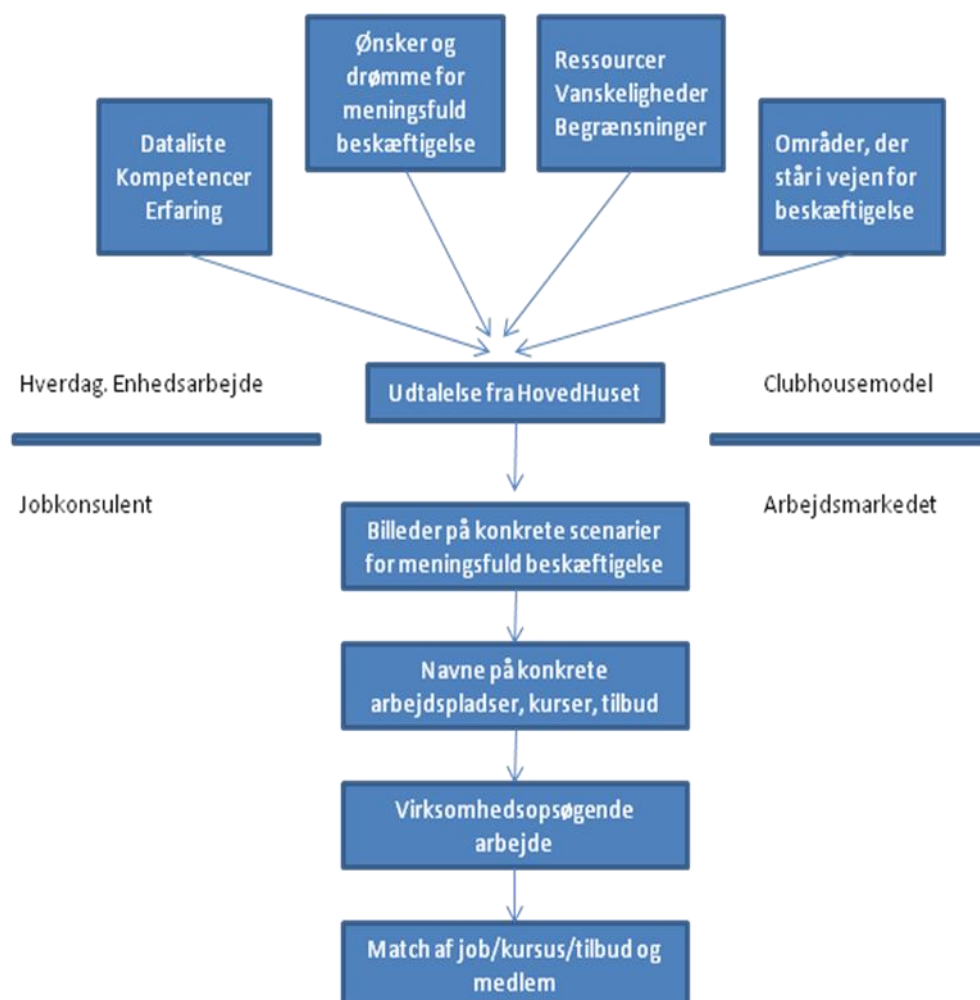 Dataliste
Kompetencer
Erfaring
Ønsker og
drømme for
meningsfuld
beskæftigelse
Ressourcer
Vanskeligheder
Begrænsninger
Områder, der
står i vejen for
beskæftigelse
Hverdag. Enhedsarbejde
Udtalelse fra HovedHuset
Clubhousemodel
Jobkonsulent
Arbejdsmarkedet
Billeder på konkrete scenarier
for meningsfuld beskæftigelse
Navne på konkrete
arbejdspladser, kurser, tilbud
Virksomhedsopsøgende
arbejde
Match af job/kursus/tilbud og
medlem